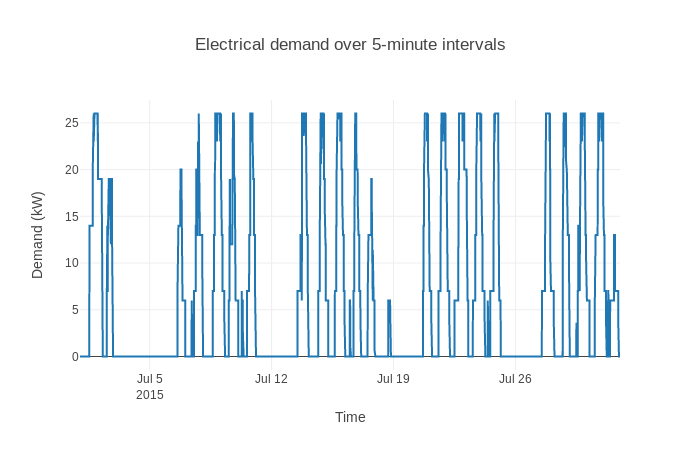 Electrical demand over 5-minute intervals
25
20
15
10
5
0
Demand (kW)
Jul 5
2015
Jul 12
Jul 19
Jul 26
Time